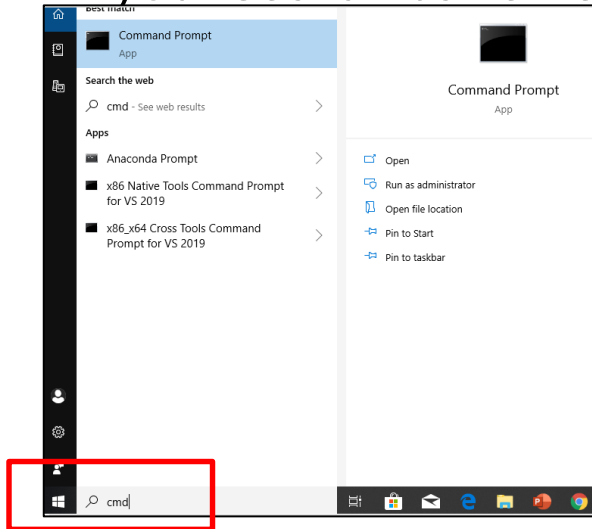 Best match
Command Prompt
App
Search the web
cmd - See web results
Apps
Anaconda Prompt
x86 Native Tools Command Prompt
for VS 2019
x86_x64 Cross Tools Command
Prompt for VS 2019
Command Prompt
App
Open
Run as administrator
Open file location
Pin to Start
Pin to taskbar
cmd